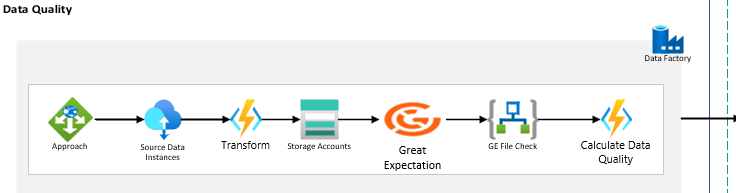 Data Quality
Data Factory
Approach
Source Data
Instances
Transform
Storage Accounts
Great
Expectation
GE File Check
Calculate Data
Quality